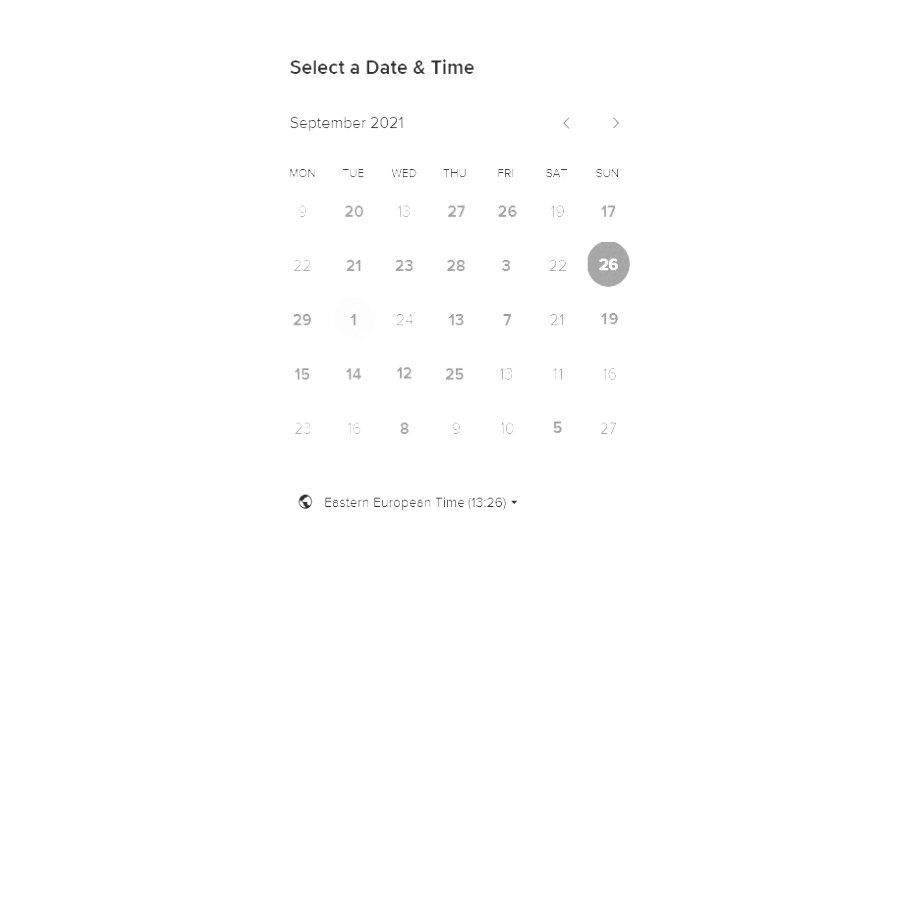 Select a Date & Time
September 2021
MON TUE WED THU FRI SAT SUN
9 20 13 27 26 19 17
22 21 23 28 3 22 26
29 1 24 13 7 21 19
15 14 12 25 13 11 16
23 16 8 9 10 5 27
Eastern European Time (13:26)